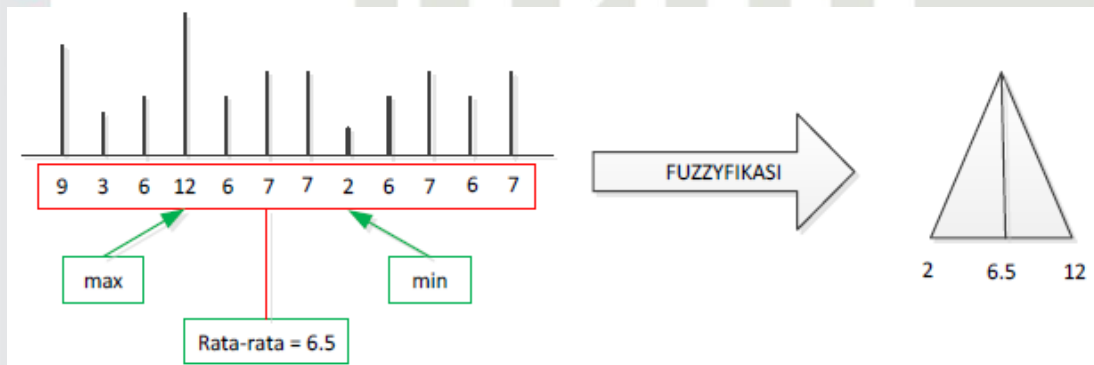 9 3 6 12 6 7 7 2 6 7 6 7
FUZZYFIKASI
max
min
Rata-rata = 6.5
2 6.5 12